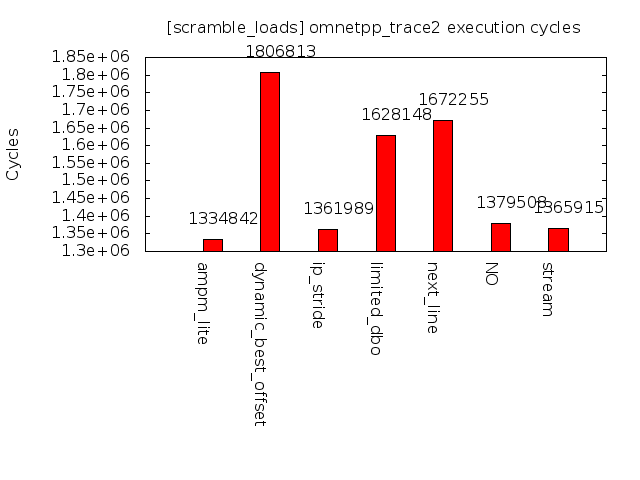 [scramble_loads] omnetpp_trace2 execution cycles
Cycles
1.85e+06
1.8e+06
1.75e+06
1.7e+06
1.65e+06
1.6e+06
1.55e+06
1.5e+06
1.45e+06
1.4e+06
1.35e+06
1.3e+06
1334842
1806813
1361989
1628148
1672255
1379508
1365915
ampm_lite
dynamic_best_offset
ip_stride
limited_dbo
next_line
NO
stream